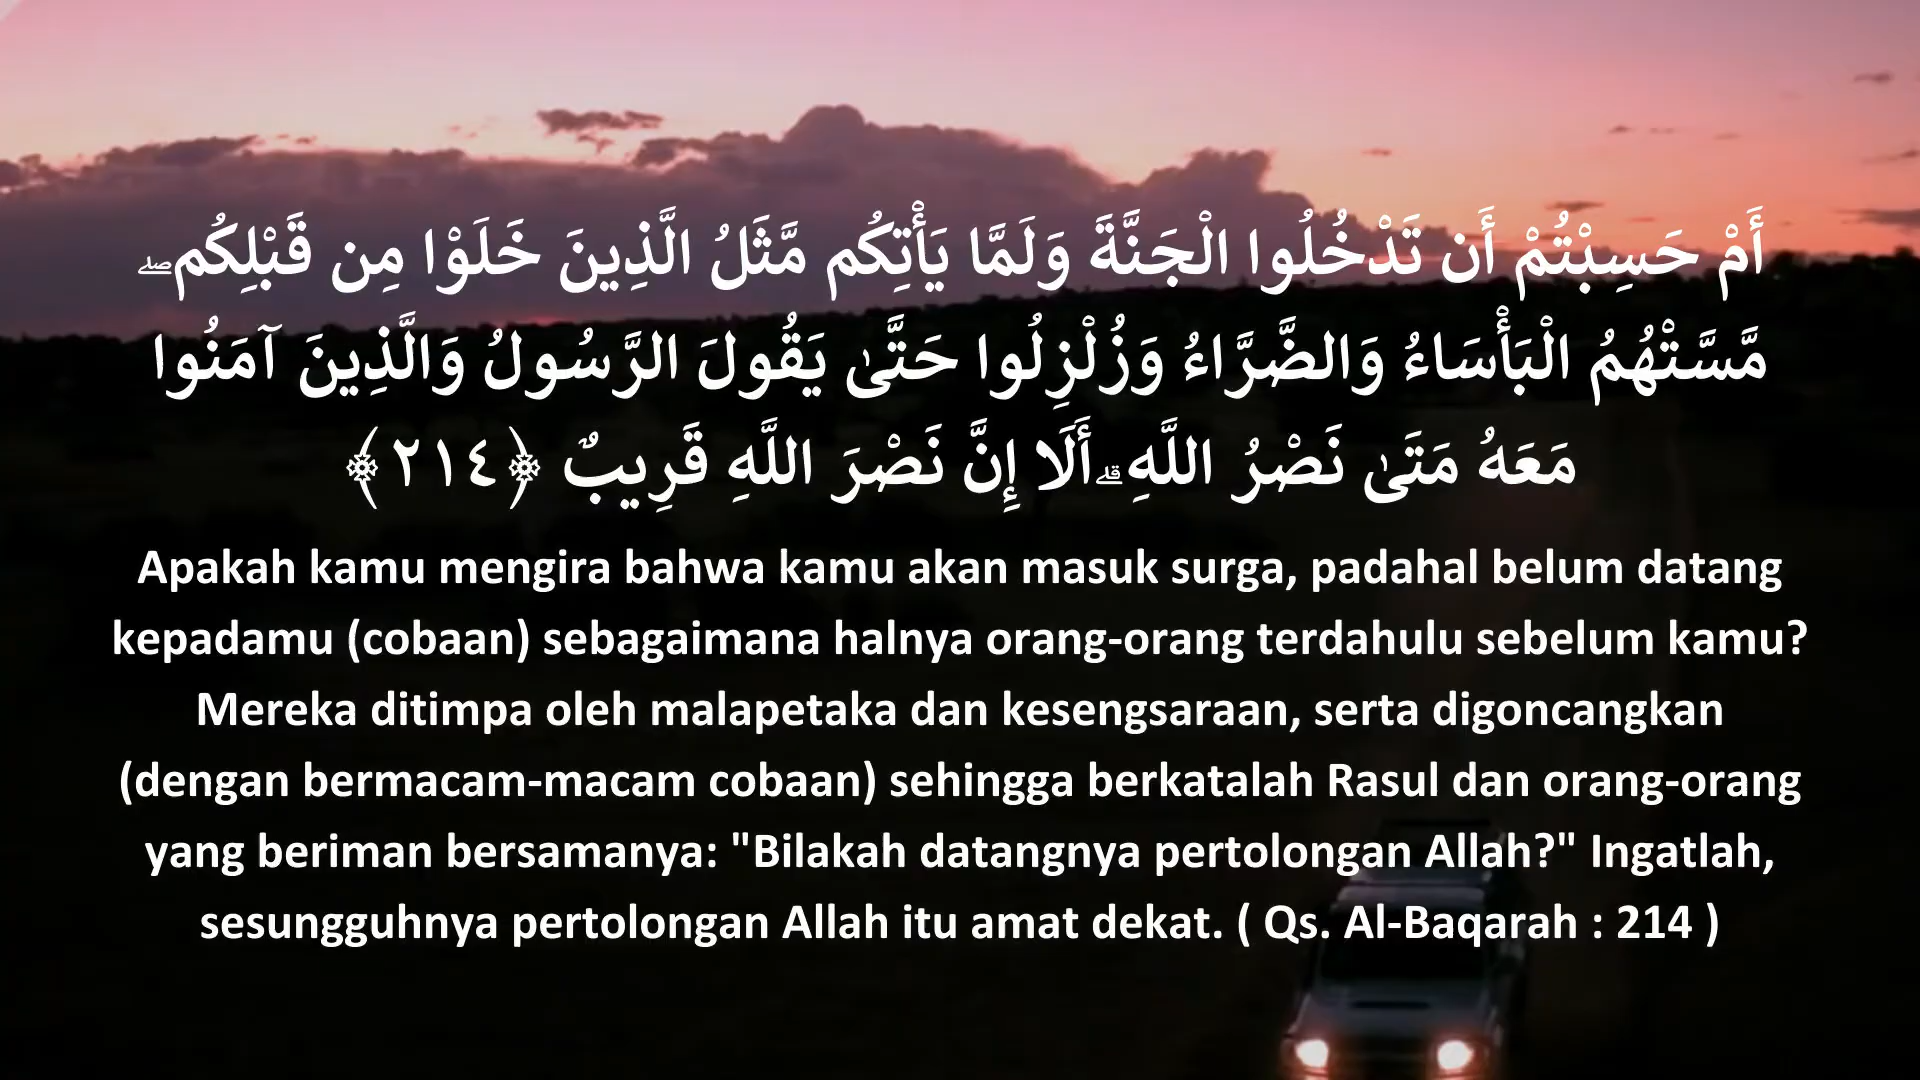 أَمْ حَسِبْتُمْ أَن تَدْخُلُوا الْجَنَّةَ وَلَمَّا يَأْتِكُم مَّثَلُ الَّذِينَ خَلَوْا مِن قَبْلِكُم ۖ
مَّسَّتْهُمُ الْبَأْسَاءُ وَالضَّرَّاءُ وَزُلْزِلُوا حَتَّىٰ يَقُولَ الرَّسُولُ وَالَّذِينَ آمَنُوا
مَعَهُ مَتَىٰ نَصْرُ اللَّهِ ۗ أَلَا إِنَّ نَصْرَ اللَّهِ قَرِيبٌ ﴿٢١٤﴾
Apakah kamu mengira bahwa kamu akan masuk surga, padahal belum datang
kepadamu (cobaan) sebagaimana halnya orang-orang terdahulu sebelum kamu?
Mereka ditimpa oleh malapetaka dan kesengsaraan, serta digoncangkan
(dengan bermacam-macam cobaan) sehingga berkatalah Rasul dan orang-orang
yang beriman bersamanya: "Bilakah datangnya pertolongan Allah?" Ingatlah,
sesungguhnya pertolongan Allah itu amat dekat. ( Qs. Al-Baqarah : 214 )